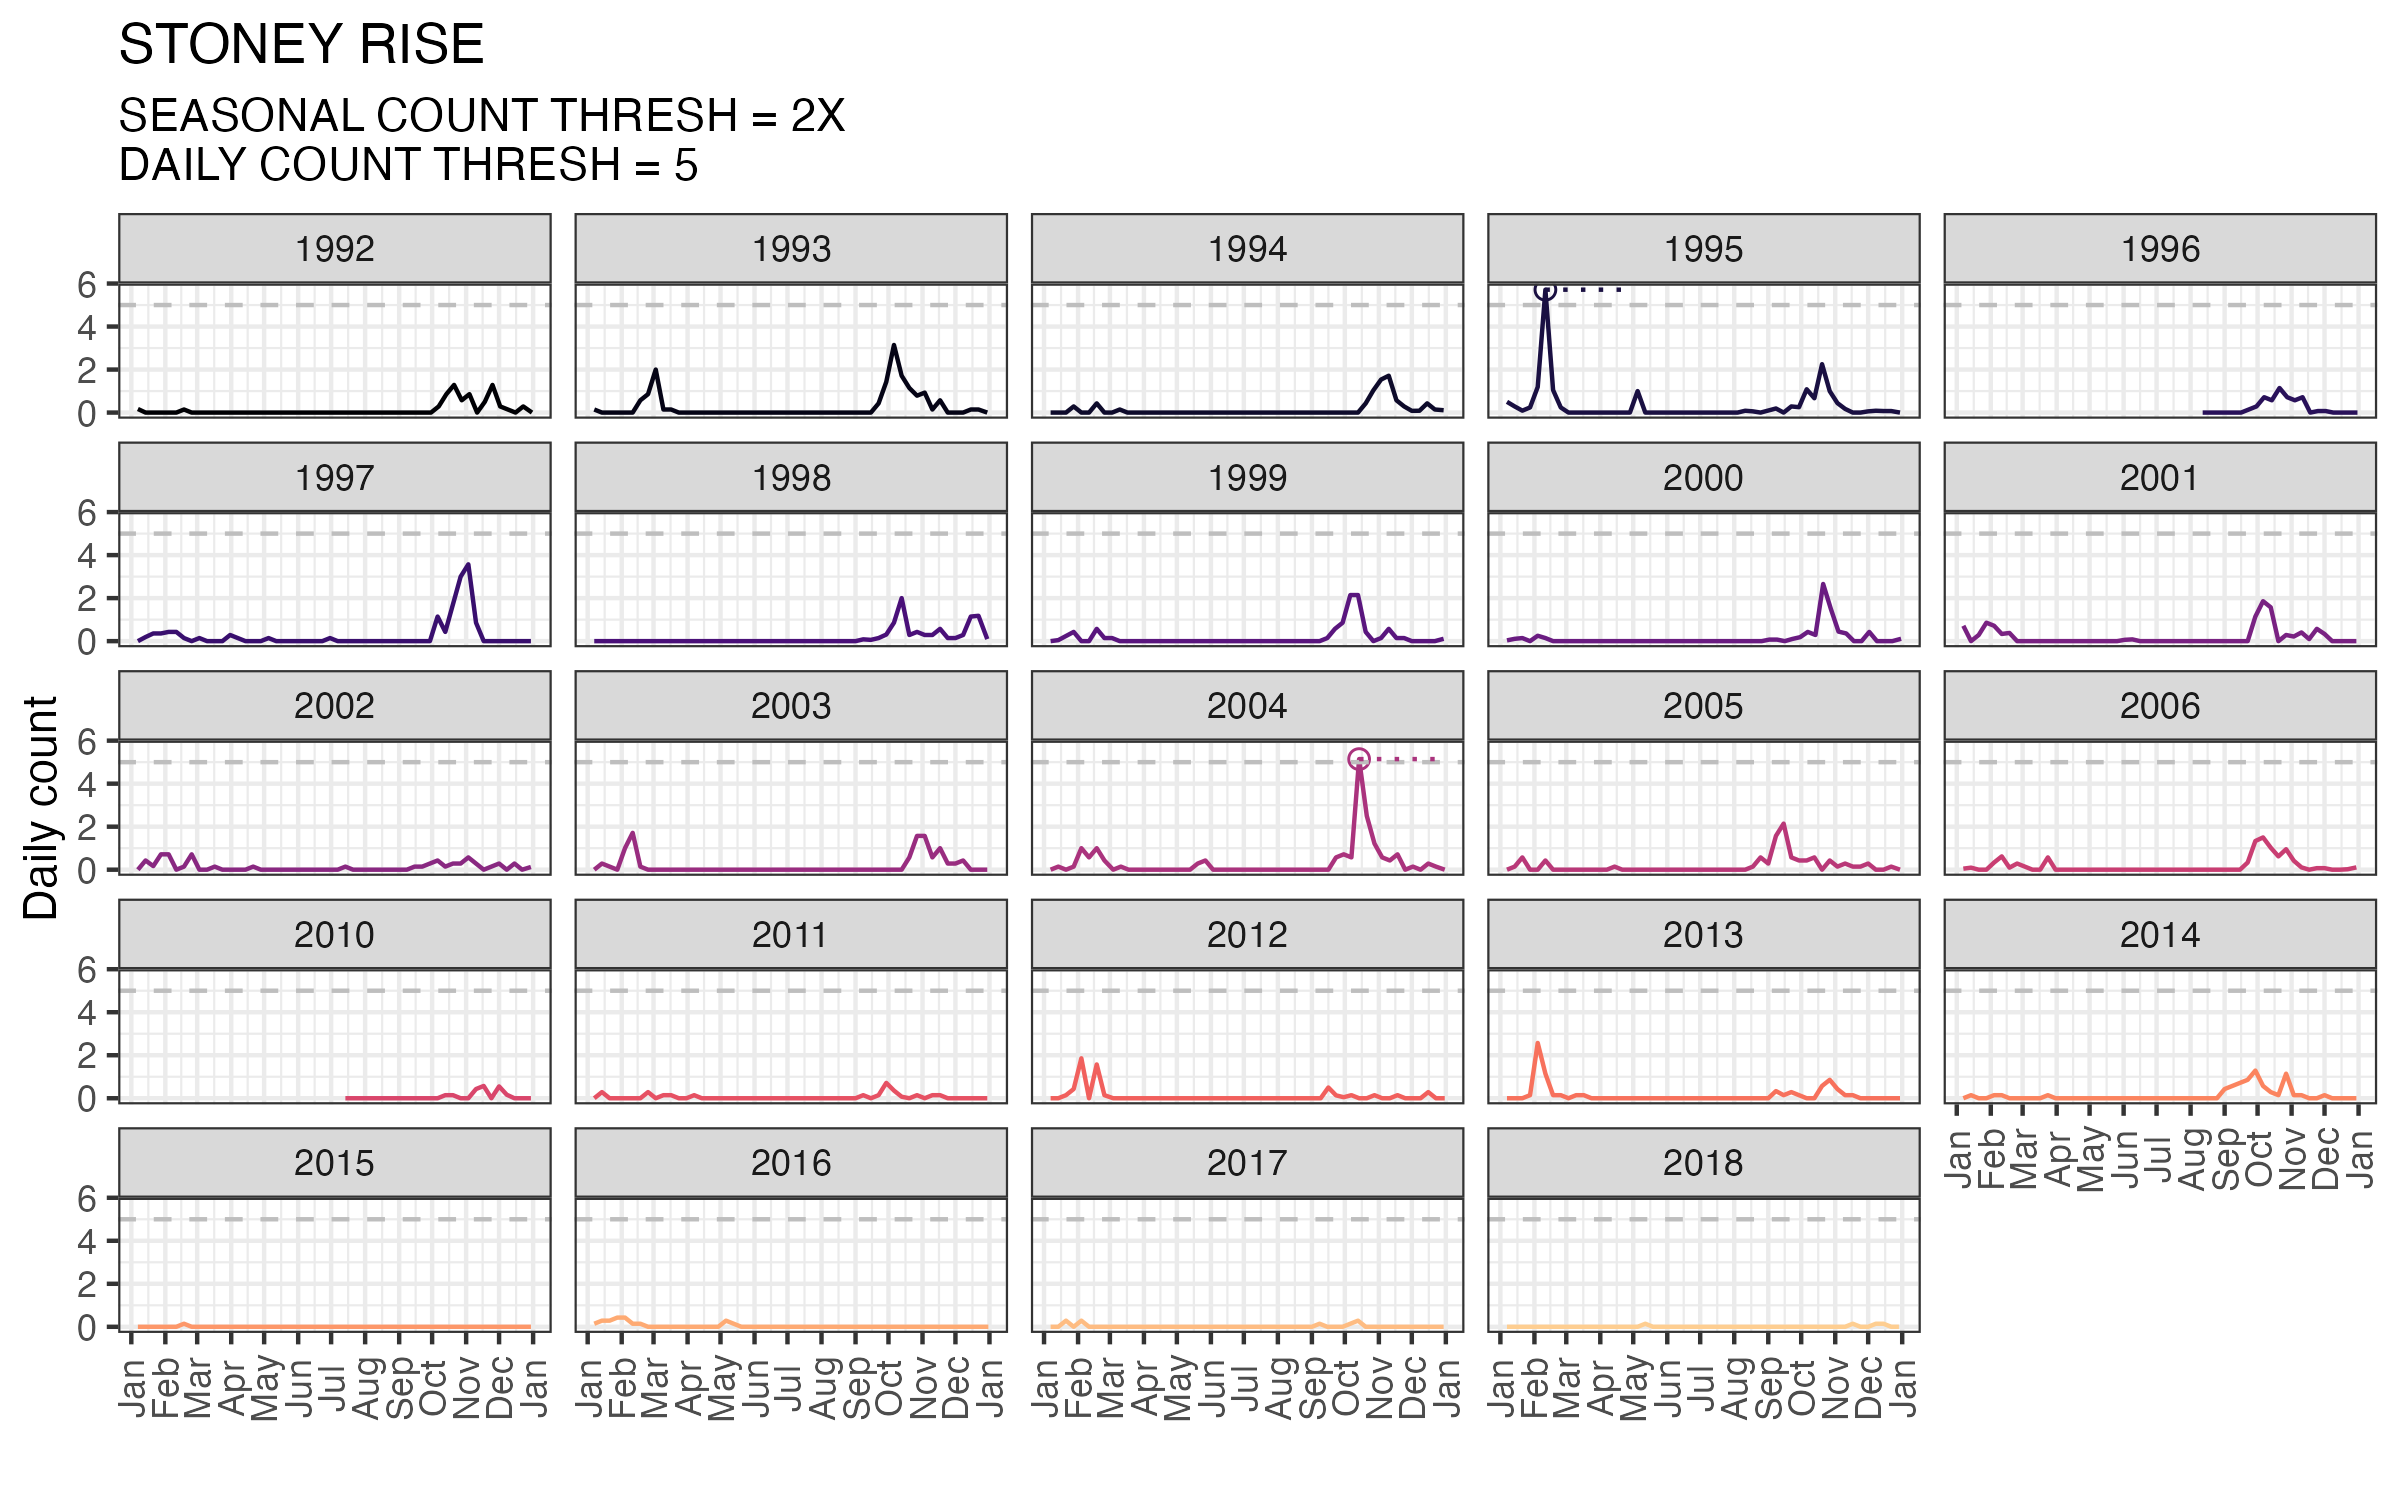 STONEY RISE
SEASONAL COUNT THRESH = 2X
DAILY COUNT THRESH = 5
1992 1993 1994 1995 1996
6
4
2
0
1997 1998 1999 2000 2001
6
4
2
0
2002 2003 2004 2005 2006
6
4
2
0
2010 2011 2012 2013 2014
6
4
2
0
Jan Feb Mar Apr May Jun Jul Aug Sep Oct Nov Dec Jan
2015 2016 2017 2018
6
4
2
0
Jan Feb Mar Apr May Jun Jul Aug Sep Oct Nov Dec Jan Jan Feb Mar Apr May Jun Jul Aug Sep Oct Nov Dec Jan Jan Feb Mar Apr May Jun Jul Aug Sep Oct Nov Dec Jan Jan Feb Mar Apr May Jun Jul Aug Sep Oct Nov Dec Jan
Daily count